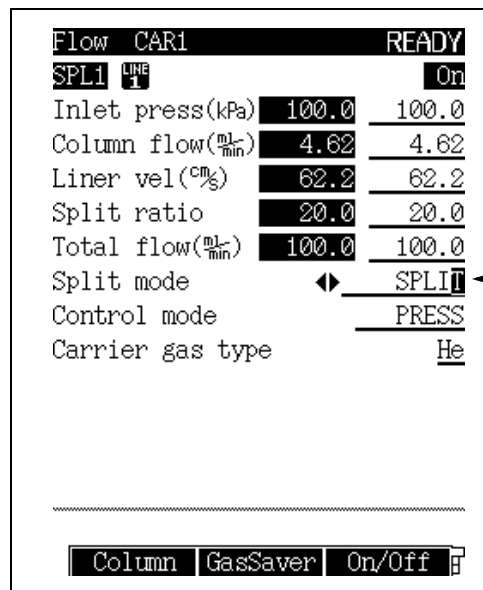 Flow CAR1 READY
SPL1 LINE 1 On
Inlet press(kPa) 100.0 100.0
Column flow(mL/min) 4.62 4.62
Liner vel(cm/s) 62.2 62.2
Split ratio 20.0 20.0
Total flow(mL/min) 100.0 100.0
Split mode SPLIT
Control mode PRESS
Carrier gas type He
Column GasSaver On/Off